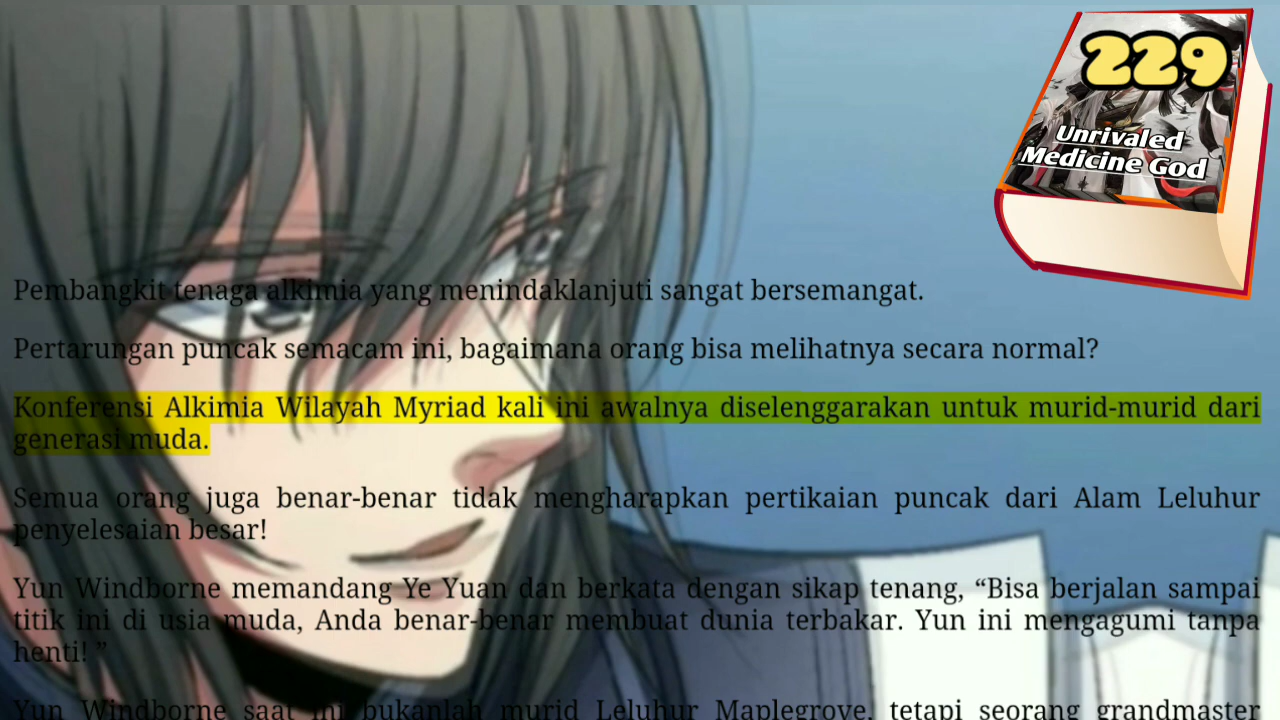 229
Unrivaled
Medicine God
Pembangkit tenaga alkimia yang menindaklanjuti sangat bersemangat.
Pertarungan puncak semacam ini, bagaimana orang bisa melihatnya secara normal?
Konferensi Alkimia Wilayah Myriad kali ini awalnya diselenggarakan untuk murid-murid dari
generasi muda.
Semua orang juga benar-benar tidak mengharapkan pertikaian puncak dari Alam Leluhur
penyelesaian besar!
Yun Windborne memandang Ye Yuan dan berkata dengan sikap tenang, “Bisa berjalan sampai
titik ini di usia muda, Anda benar-benar membuat dunia terbakar. Yun ini mengagumi tanpa
henti! ”
Yun Windborne saat ini bukanlah murid Leluhur Maplegrove, tetapi seorang grandmaster